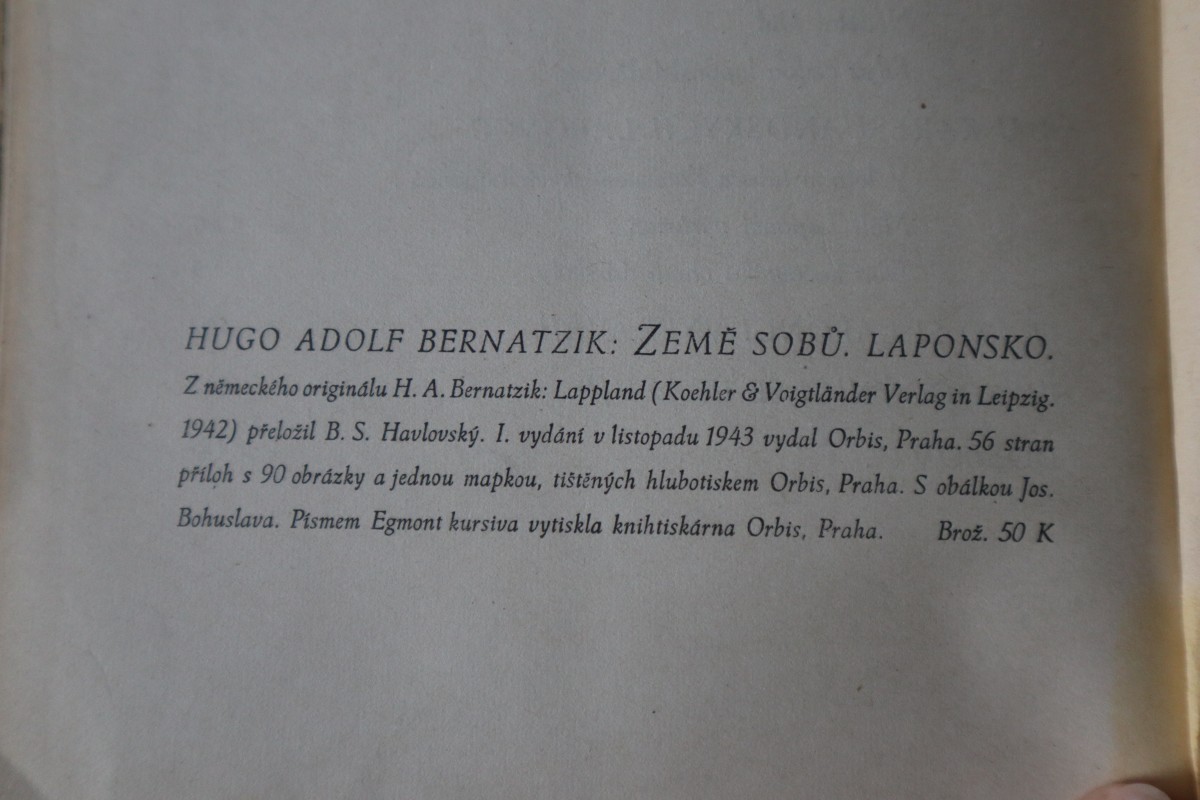 HUGO ADOLF BERNATZIK: ZEMĚ SOBŮ. LAPONSKO.
Z německého originálu H. A. Bernatzik: Lappland (Koehler & Voigtländer Verlag in Leipzig.
1942) přeložil B. S. Havlovský. I. vydání v listopadu 1943 vydal Orbis, Praha. 56 stran
příloh s 90 obrázky a jednou mapkou, tištěných hlubotiskem Orbis, Praha. S obálkou Jos.
Bohuslava. Písmem Egmont kursiva vytiskla knihtiskárna Orbis, Praha. Brož. 50 K